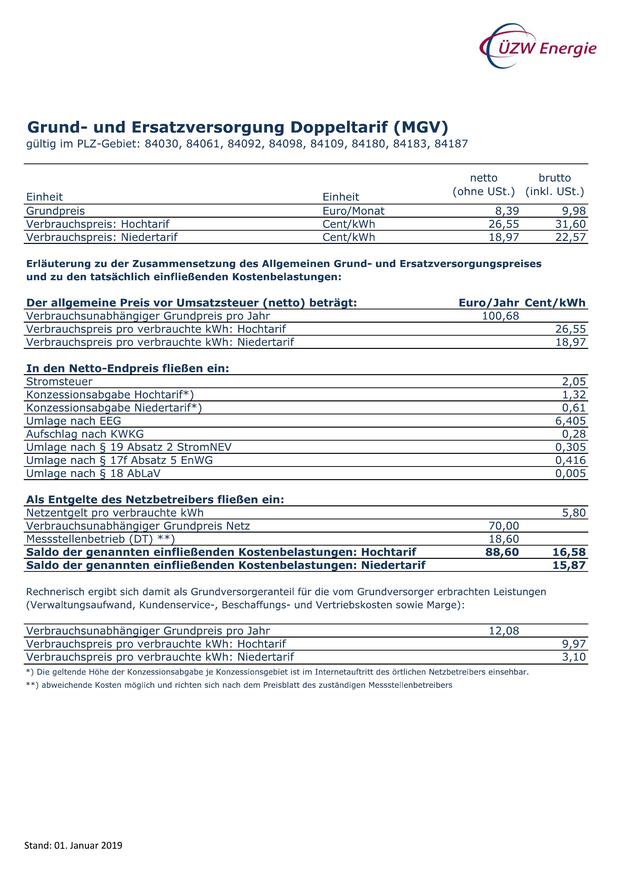 ÜZW Energie
Grund- und Ersatzversorgung Doppeltarif (MGV)
gültig im PLZ-Gebiet: 84030, 84061, 84092, 84098, 84109, 84180, 84183, 84187
netto brutto
(ohne USt.) (inkl. USt.)
Einheit Einheit
Grundpreis Euro/Monat 8,39 9,98
Verbrauchspreis: Hochtarif Cent/kWh 26,55 31,60
Verbrauchspreis: Niedertarif Cent/kWh 18,97 22,57
Erläuterung zu der Zusammensetzung des Allgemeinen Grund- und Ersatzversorgungspreises
und zu den tatsächlich einfließenden Kostenbelastungen:
Der allgemeine Preis vor Umsatzsteuer (netto) beträgt: Euro/Jahr Cent/kWh
Verbrauchsunabhängiger Grundpreis pro Jahr 100,68
Verbrauchspreis pro verbrauchte kWh: Hochtarif 26,55
Verbrauchspreis pro verbrauchte kWh: Niedertarif 18,97
In den Netto-Endpreis fließen ein:
Stromsteuer 2,05
Konzessionsabgabe Hochtarif*) 1,32
Konzessionsabgabe Niedertarif*) 0,61
Umlage nach EEG 6,405
Aufschlag nach KWKG 0,28
Umlage nach § 19 Absatz 2 StromNEV 0,305
Umlage nach § 17f Absatz 5 EnWG 0,416
Umlage nach § 18 AbLaV 0,005
Als Entgelte des Netzbetreibers fließen ein:
Netzentgelt pro verbrauchte kWh 5,80
Verbrauchsunabhängiger Grundpreis Netz 70,00
Messstellenbetrieb (DT) **) 18,60
Saldo der genannten einfließenden Kostenbelastungen: Hochtarif 88,60 16,58
Saldo der genannten einfließenden Kostenbelastungen: Niedertarif 15,87
Rechnerisch ergibt sich damit als Grundversorgeranteil für die vom Grundversorger erbrachten Leistungen
(Verwaltungsaufwand, Kundenservice-, Beschaffungs- und Vertriebskosten sowie Marge):
Verbrauchsunabhängiger Grundpreis pro Jahr 12,08
Verbrauchspreis pro verbrauchte kWh: Hochtarif 9,97
Verbrauchspreis pro verbrauchte kWh: Niedertarif 3,10
*) Die geltende Höhe der Konzessionsabgabe je Konzessionsgebiet ist im Internetauftritt des örtlichen Netzbetreibers einsehbar.
**) abweichende Kosten möglich und richten sich nach dem Preisblatt des zuständigen Messstellenbetreibers
Stand: 01. Januar 2019